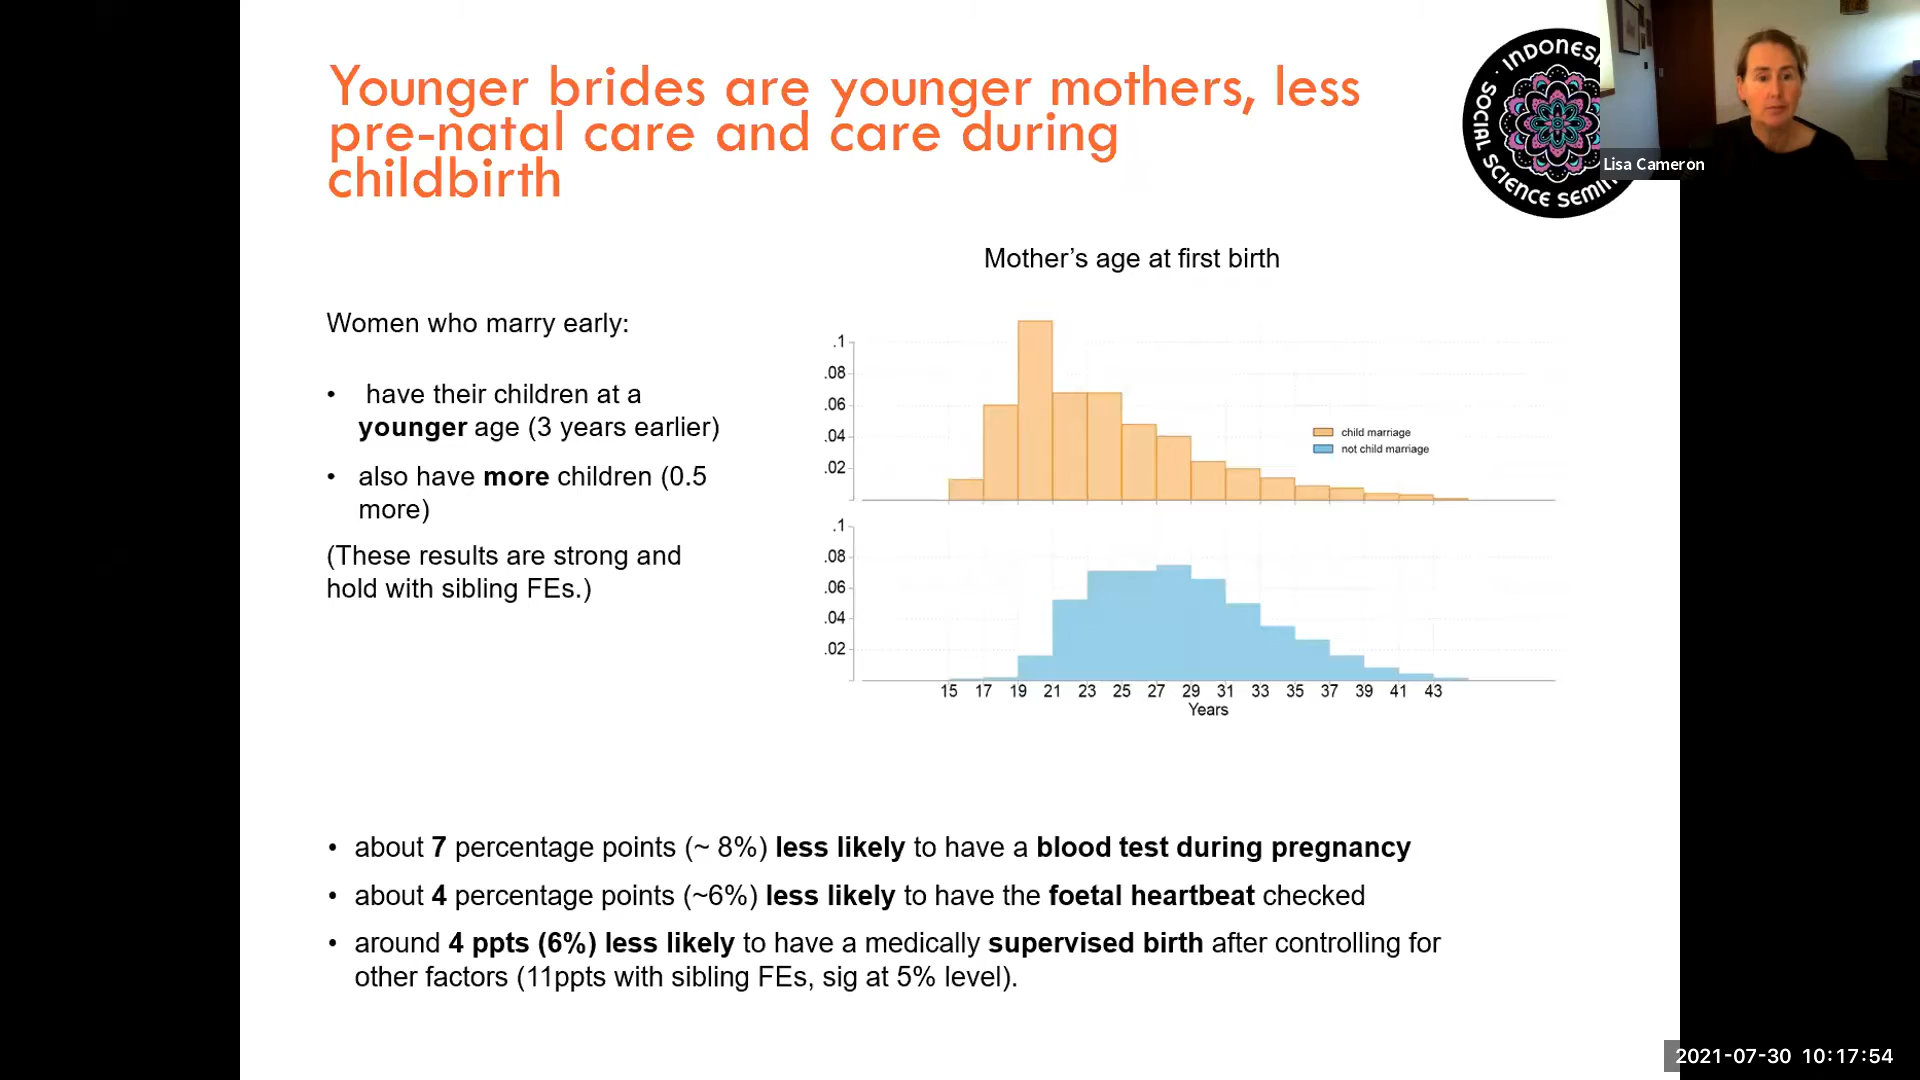 Younger brides are younger mothers, less
pre-natal care and care during
childbirth
INDONES
SOCIAL SCIENCE SEMIN
Lisa Cameron
Mother’s age at first birth
Women who marry early:
• have their children at a
younger age (3 years earlier)
• also have more children (0.5
more)
(These results are strong and
hold with sibling FEs.)
.1
.08
.06
.04
.02
child marriage
not child marriage
.1
.08
.06
.04
.02
15 17 19 21 23 25 27 29 31 33 35 37 39 41 43
Years
• about 7 percentage points (~ 8%) less likely to have a blood test during pregnancy
• about 4 percentage points (~6%) less likely to have the foetal heartbeat checked
• around 4 ppts (6%) less likely to have a medically supervised birth after controlling for
other factors (11ppts with sibling FEs, sig at 5% level).
2021-07-30 10:17:54